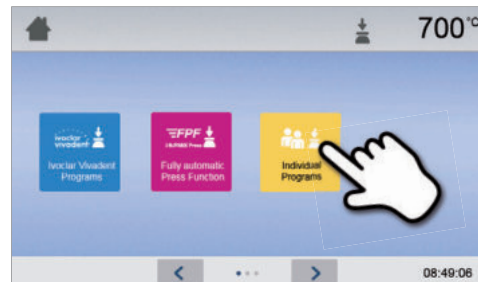 700°C
ivoclar
vivadent
Ivoclar Vivadent
Programs
FPF
Fully automatic
Press Function
Individual
Programs
08:49:06